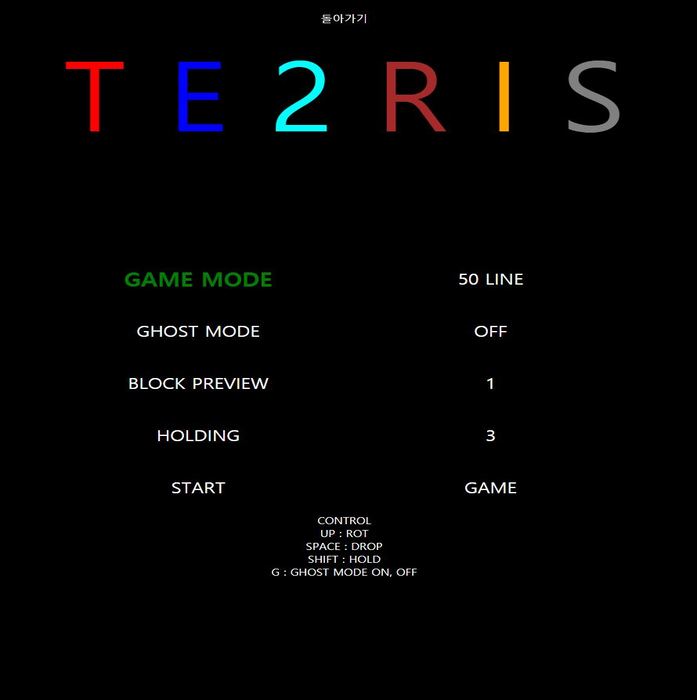 돌아가기
TE2RIS
GAME MODE 50 LINE
GHOST MODE OFF
BLOCK PREVIEW 1
HOLDING 3
START GAME
CONTROL
UP : ROT
SPACE : DROP
SHIFT : HOLD
G : GHOST MODE ON, OFF